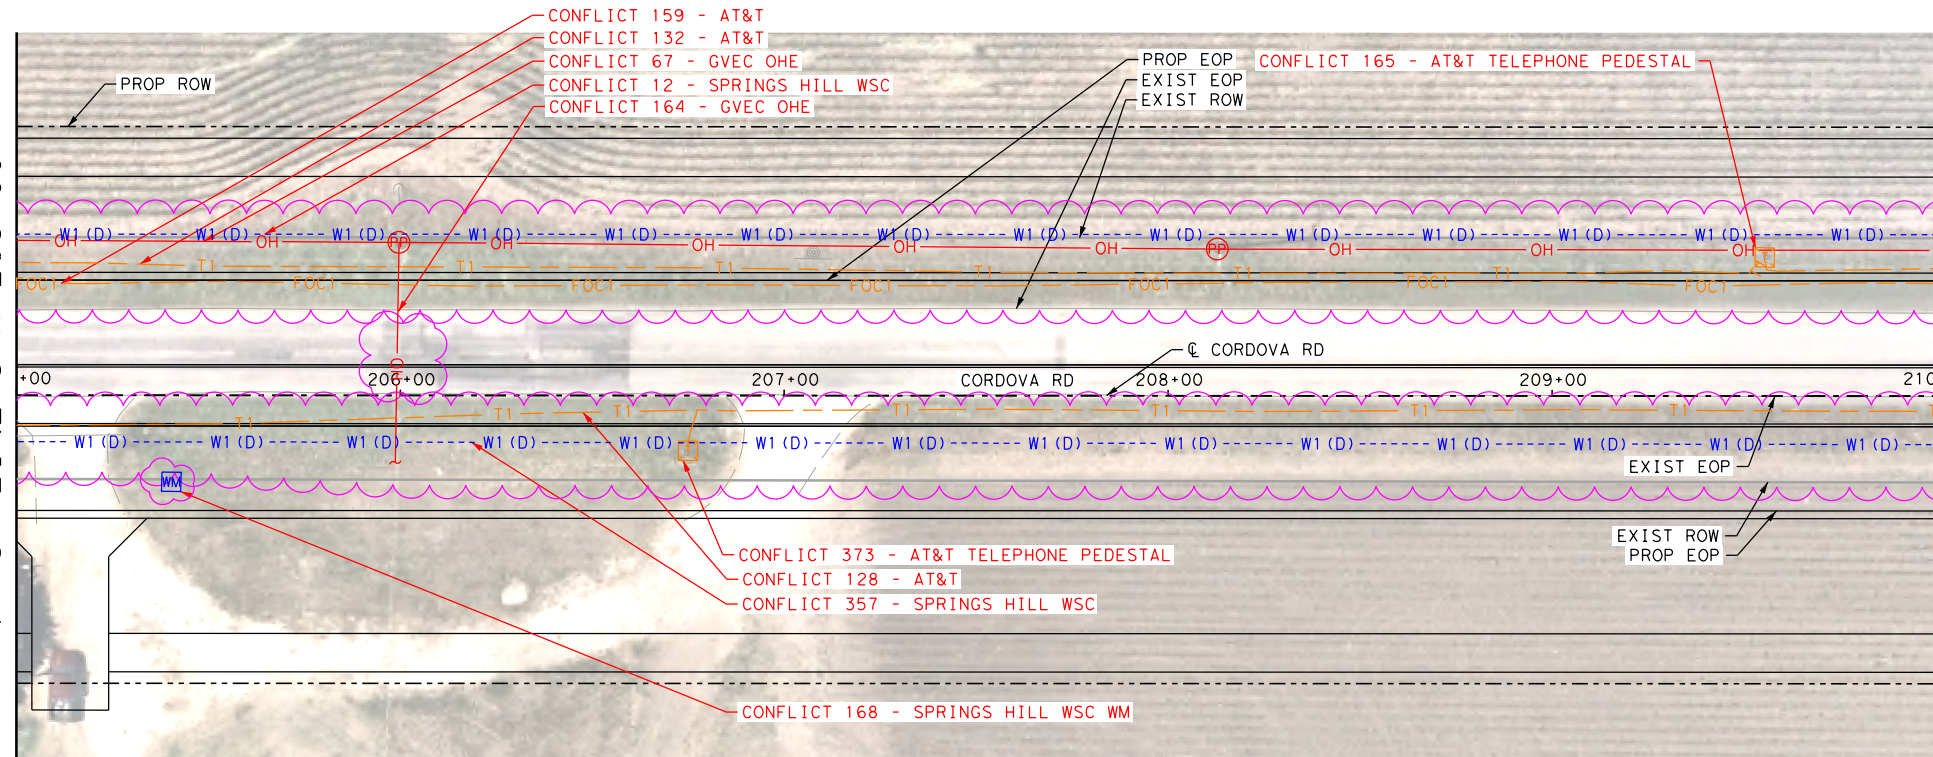 CONFLICT 159 - AT&T
CONFLICT 132 - AT&T
CONFLICT 67 - GVEC OHE
CONFLICT 12 - SPRINGS HILL WSC
CONFLICT 164 - GVEC OHE
PROP ROW
PROP EOP
EXIST EOP
EXIST ROW
CONFLICT 165 - AT&T TELEPHONE PEDESTAL
W1(D) W1(D) W1(D) W1(D) W1(D) W1(D) W1(D) W1(D) W1(D) W1(D) W1(D) W1(D) W1(D) W1(D)
OH OH PP OH OH OH OH PP OH OH OH
T1 T1 T1 T1 T1 T1 T
FOC1 FOC1 FOC1 FOC1 FOC1 FOC1 FOC1
℄ CORDOVA RD
OH
+00 206+00 207+00 CORDOVA RD 208+00 209+00 210
T1 T1 T1 T1 T1 T1 T1
W1(D) W1(D) W1(D) W1(D) W1(D) W1(D) W1(D) W1(D) W1(D) W1(D) W1(D) W1(D) W1(D) W1(D)
T
EXIST EOP
WM
EXIST ROW
PROP EOP
CONFLICT 373 - AT&T TELEPHONE PEDESTAL
CONFLICT 128 - AT&T
CONFLICT 357 - SPRINGS HILL WSC
CONFLICT 168 - SPRINGS HILL WSC WM